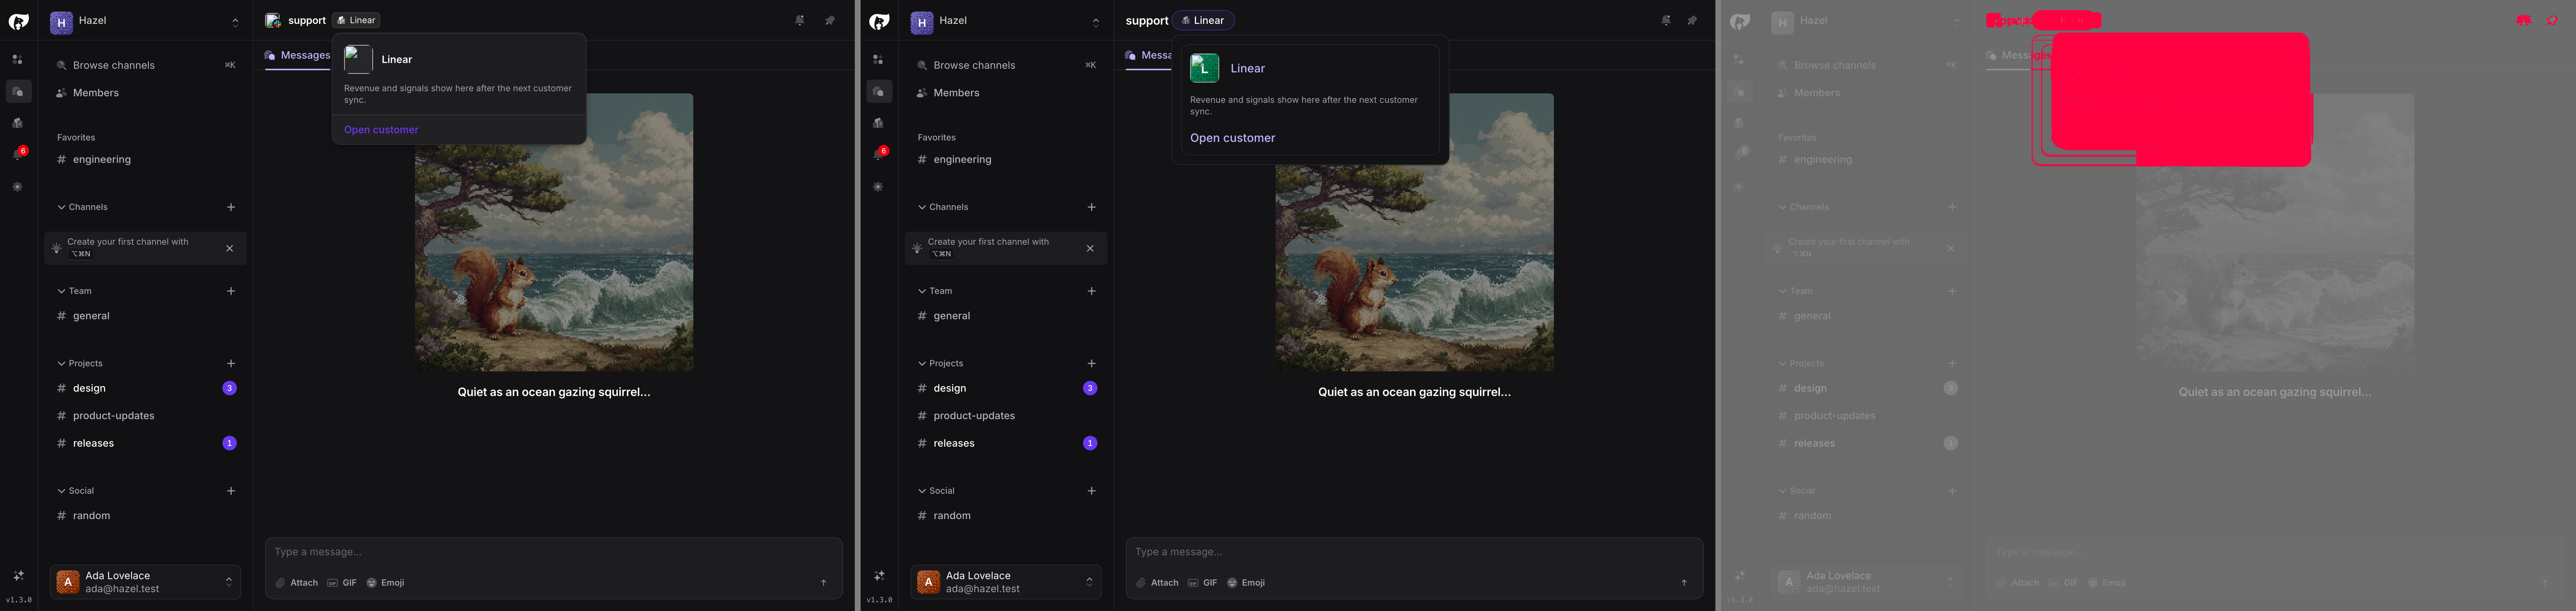 H Hazel
Browse channels ⌘K
Members
Favorites
# engineering
6
Channels
Create your first channel with
⌥⌘N
Team
# general
Projects
# design 3
# product-updates
# releases 1
Social
# random
A Ada Lovelace
ada@hazel.test
v1.3.0
support Linear
Messages
Linear
Revenue and signals show here after the next customer
sync.
Open customer
Quiet as an ocean gazing squirrel...
Type a message...
Attach GIF Emoji
H Hazel
Browse channels ⌘K
Members
Favorites
# engineering
6
Channels
Create your first channel with
⌥⌘N
Team
# general
Projects
# design 3
# product-updates
# releases 1
Social
# random
A Ada Lovelace
ada@hazel.test
v1.3.0
support Linear
Messa
L Linear
Revenue and signals show here after the next customer
sync.
Open customer
Quiet as an ocean gazing squirrel...
Type a message...
Attach GIF Emoji
H Hazel
Browse channels ⌘K
Members
Favorites
# engineering
6
Channels
Create your first channel with
⌥⌘N
Team
# general
Projects
# design 3
# product-updates
# releases 1
Social
# random
A Ada Lovelace
ada@hazel.test
v1.3.0
Messages
Quiet as an ocean gazing squirrel...
Type a message...
Attach GIF Emoji